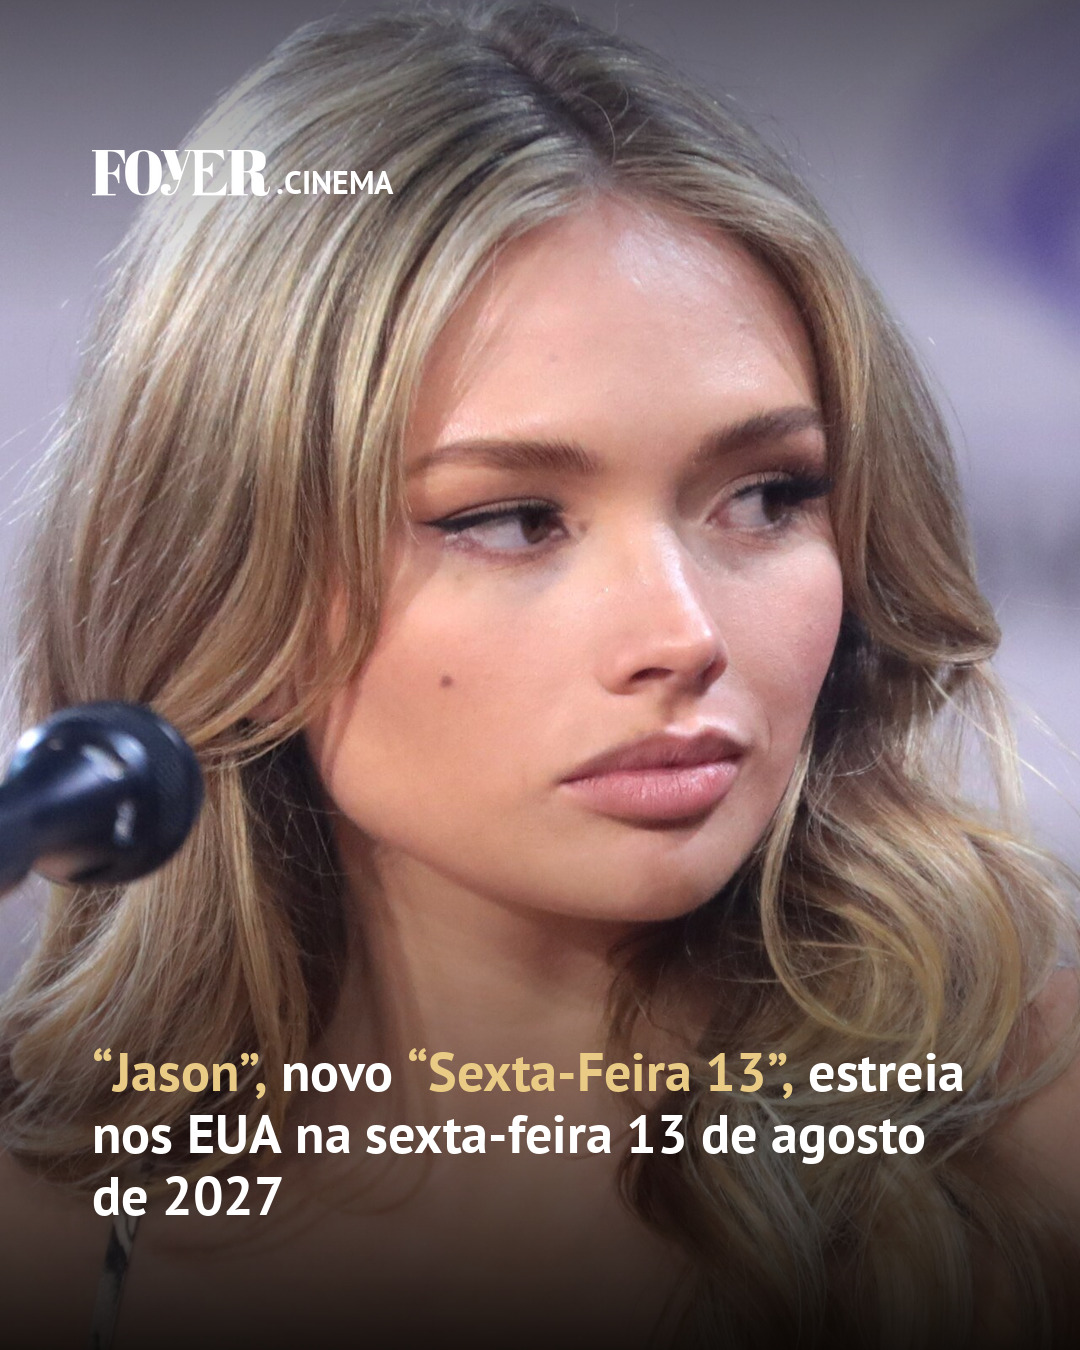 FOYER.CINEMA
“Jason”, novo “Sexta-Feira 13”, estreia
nos EUA na sexta-feira 13 de agosto
de 2027